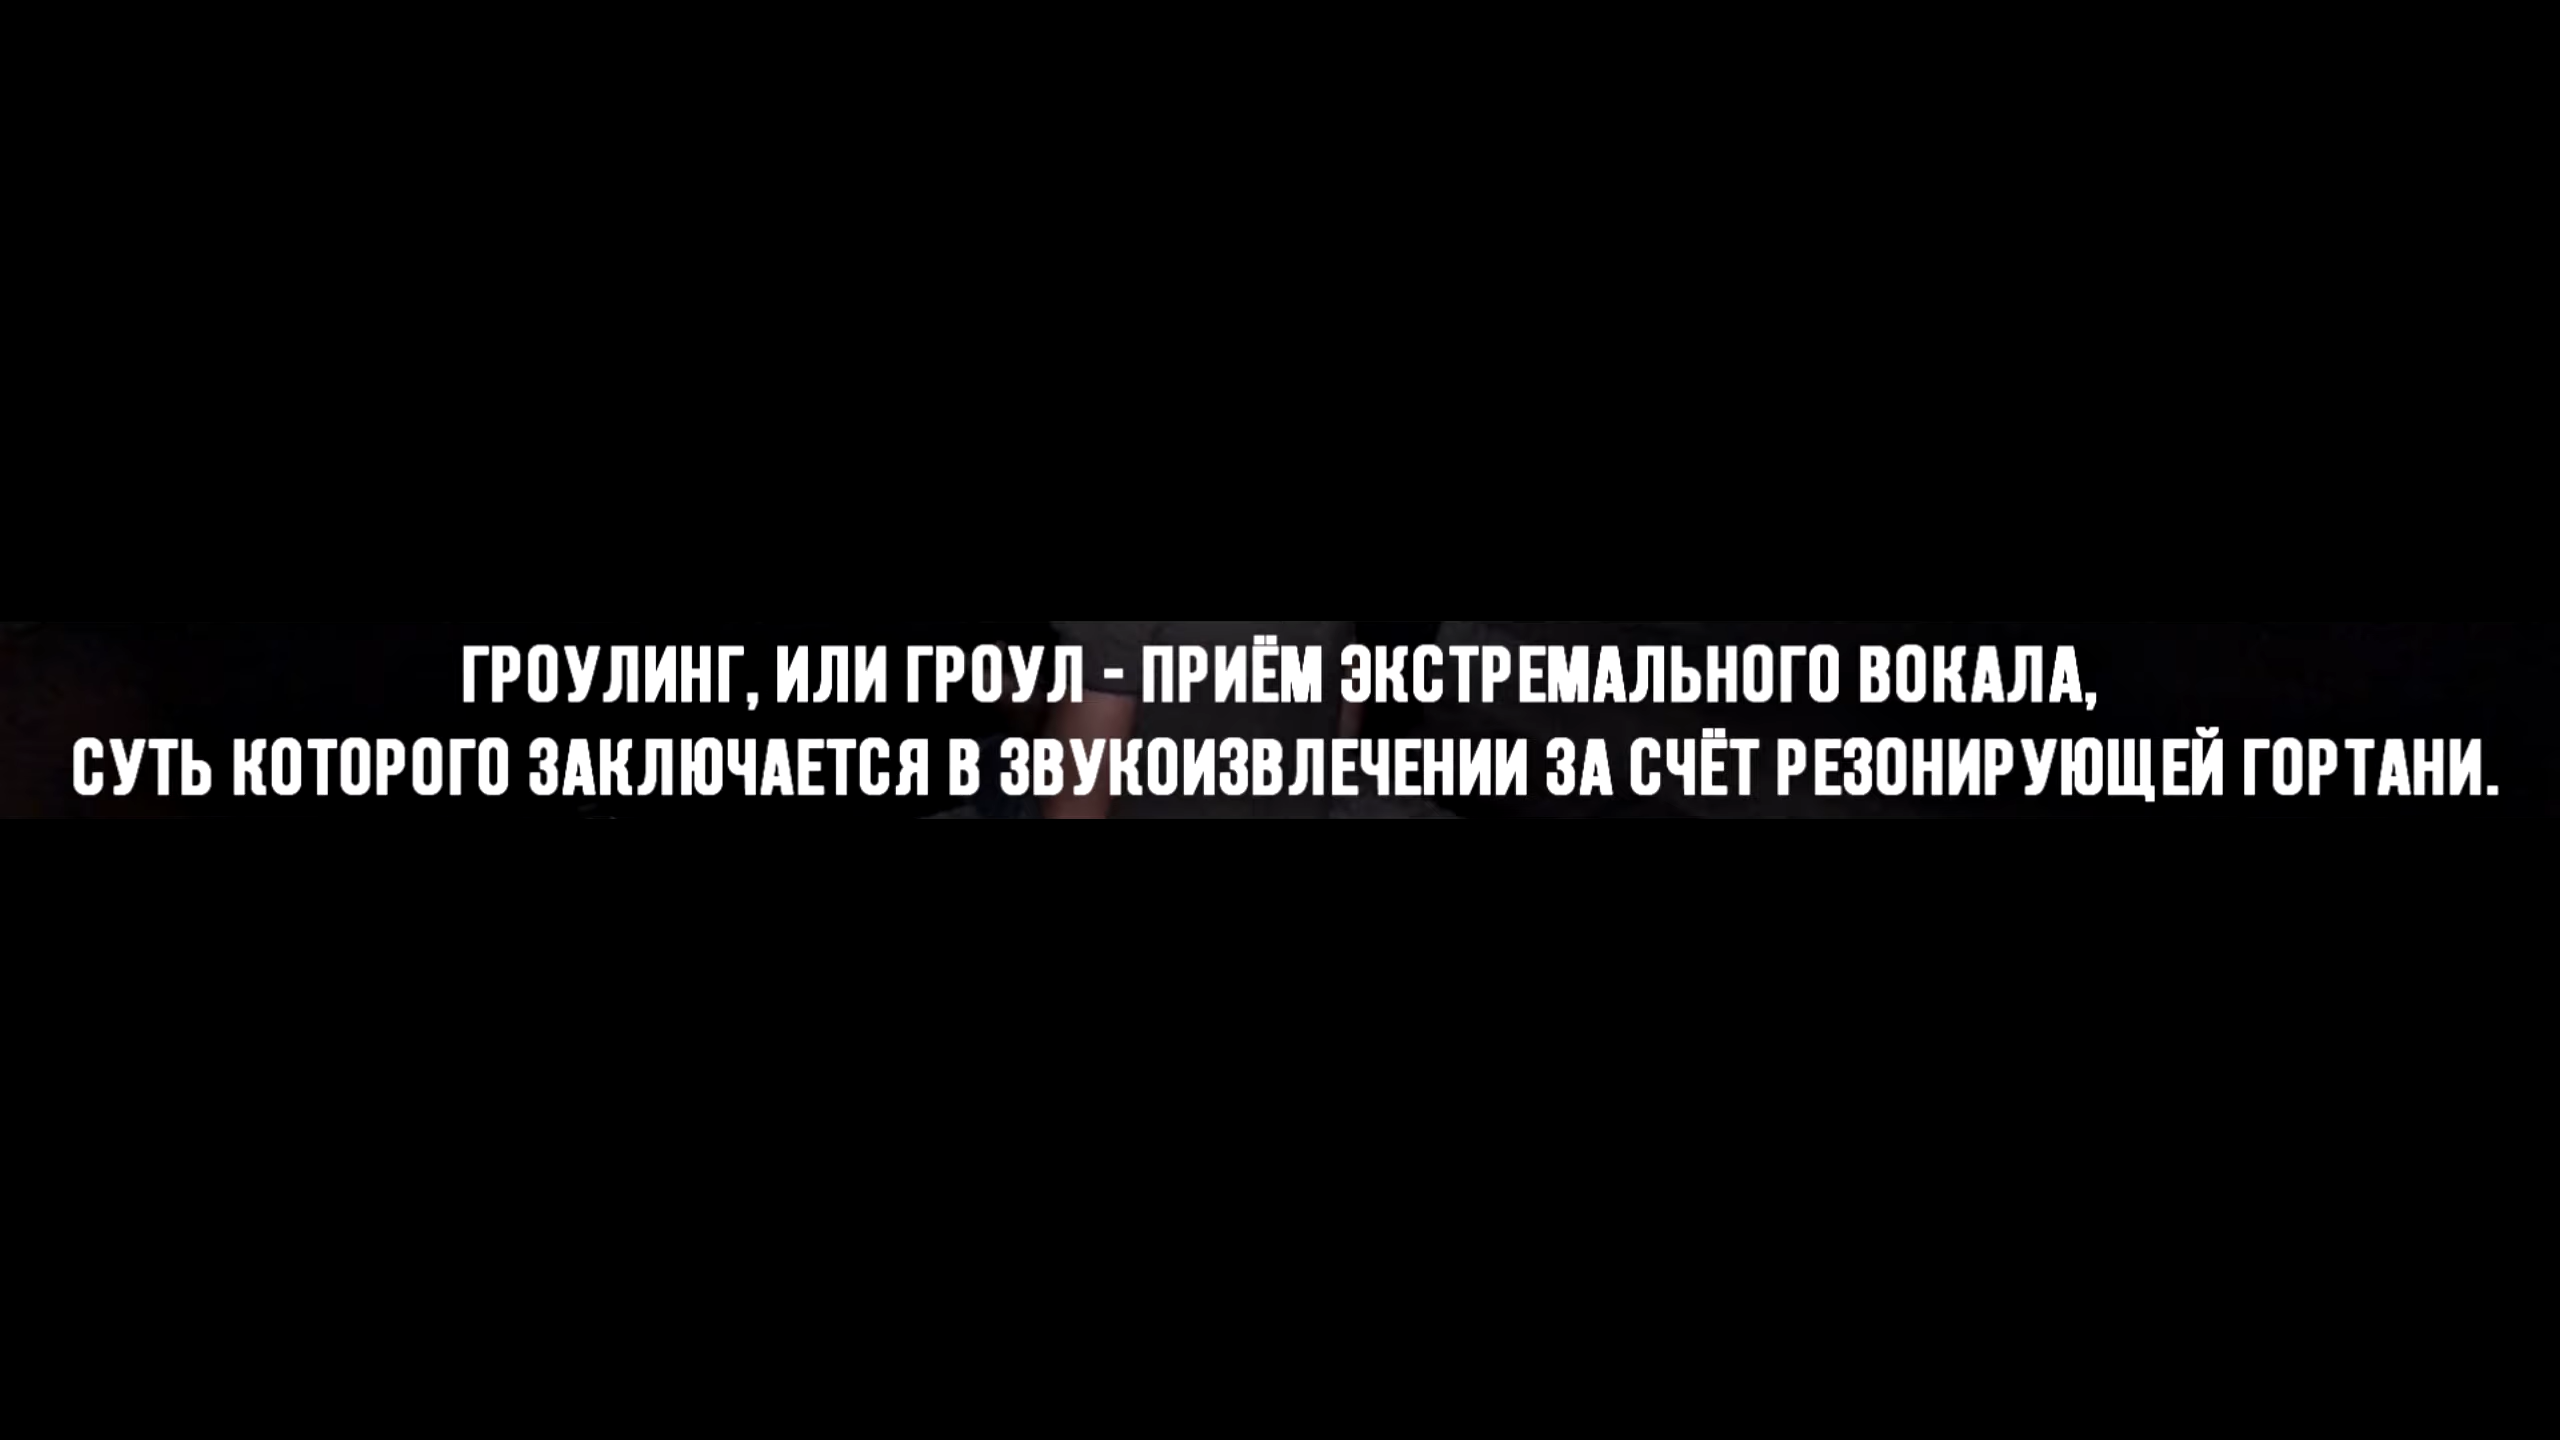 ГРОУЛИНГ, ИЛИ ГРОУЛ - ПРИЁМ ЭКСТРЕМАЛЬНОГО ВОКАЛА,
СУТЬ КОТОРОГО ЗАКЛЮЧАЕТСЯ В ЗВУКОИЗВЛЕЧЕНИИ ЗА СЧЁТ РЕЗОНИРУЮЩЕЙ ГОРТАНИ.